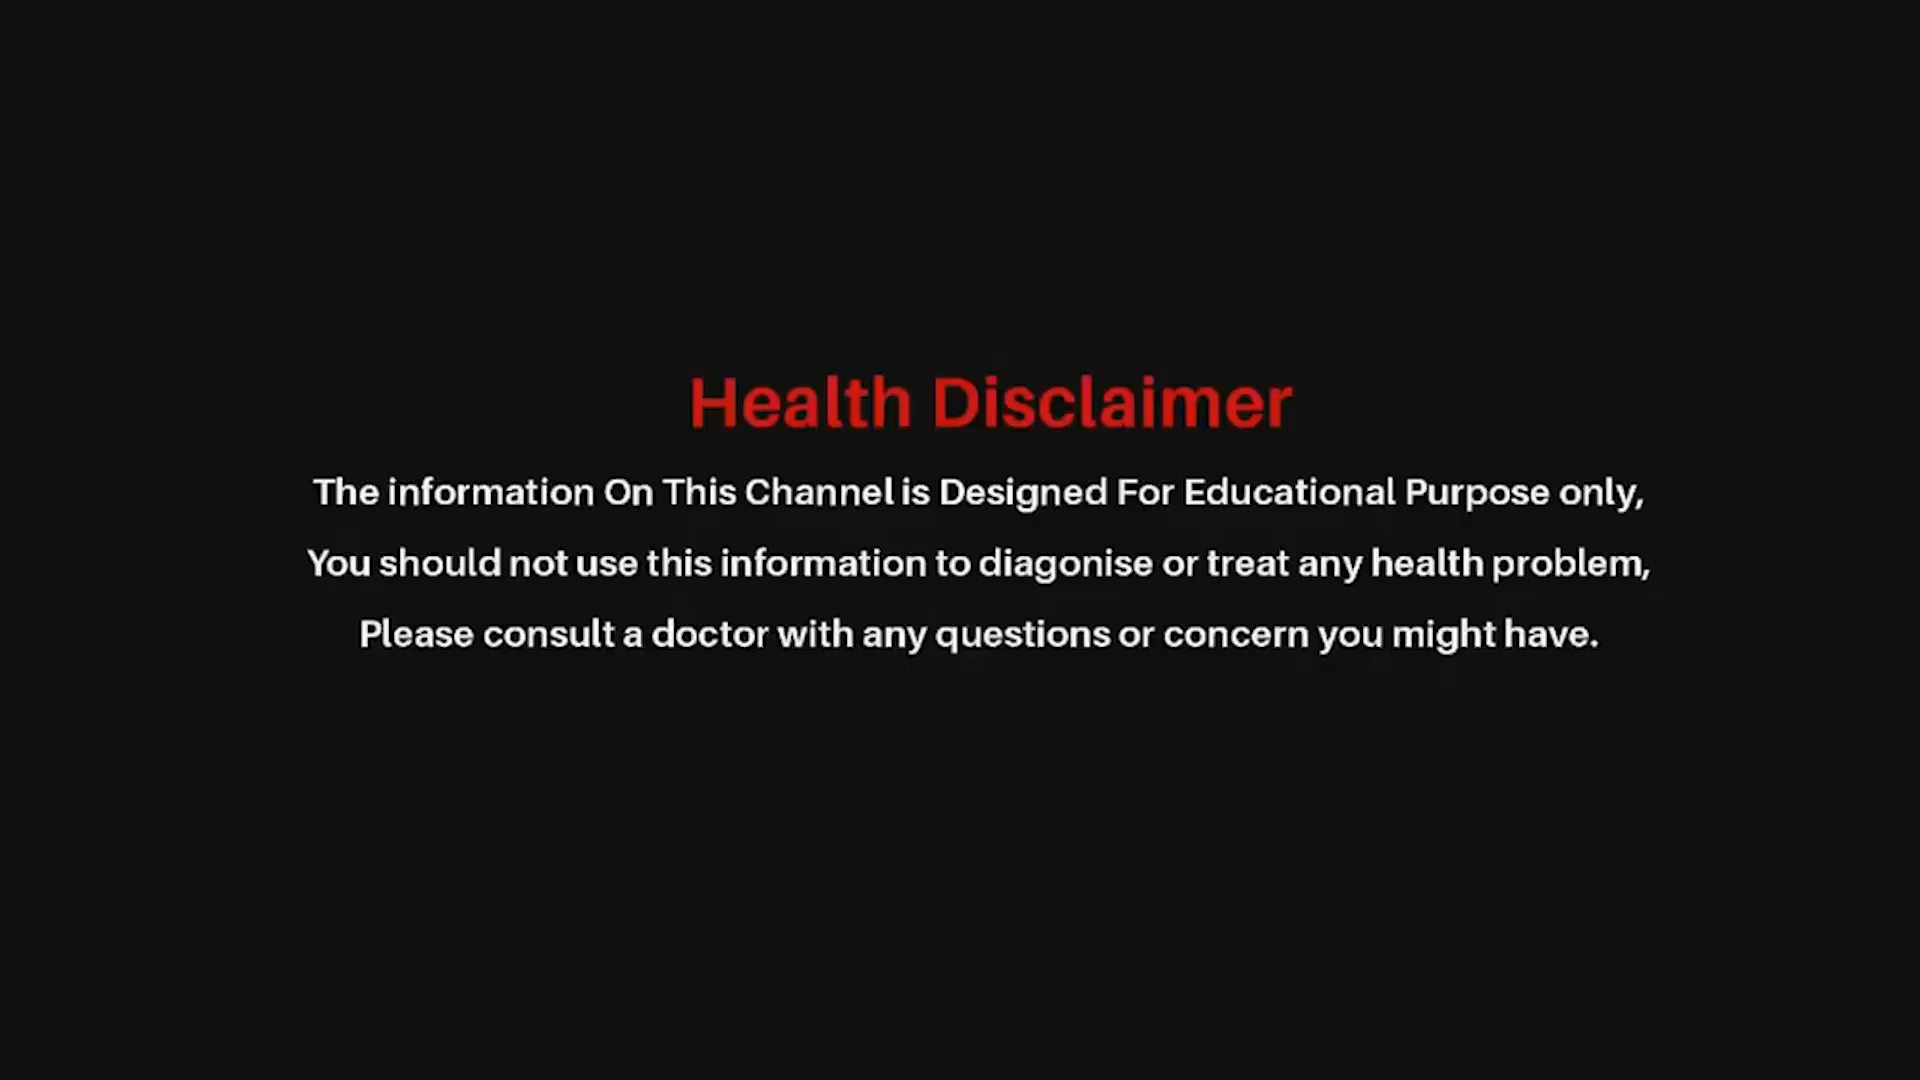 Health Disclaimer
The information On This Channel is Designed For Educational Purpose only,
You should not use this information to diagonise or treat any health problem,
Please consult a doctor with any questions or concern you might have.